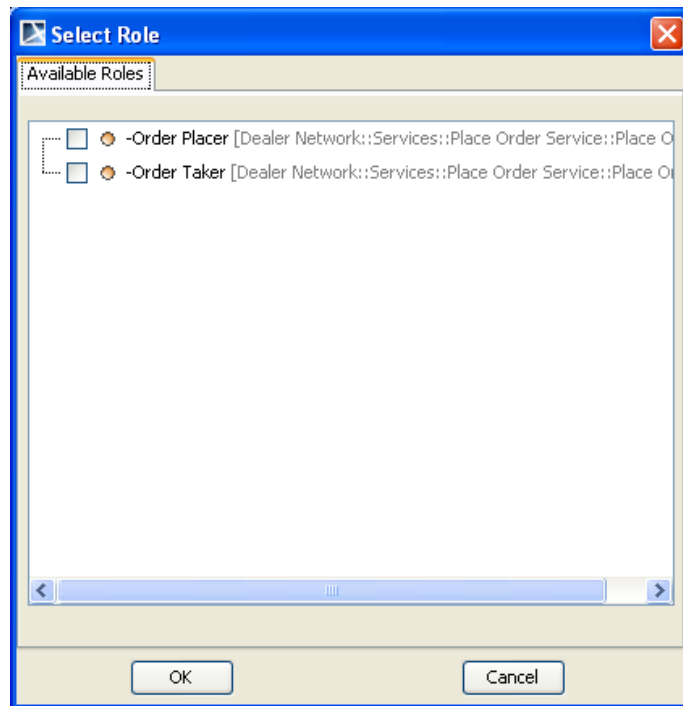 Select Role
Available Roles
-Order Placer [Dealer Network::Services::Place Order Service::Place O
-Order Taker [Dealer Network::Services::Place Order Service::Place Or
OK
Cancel